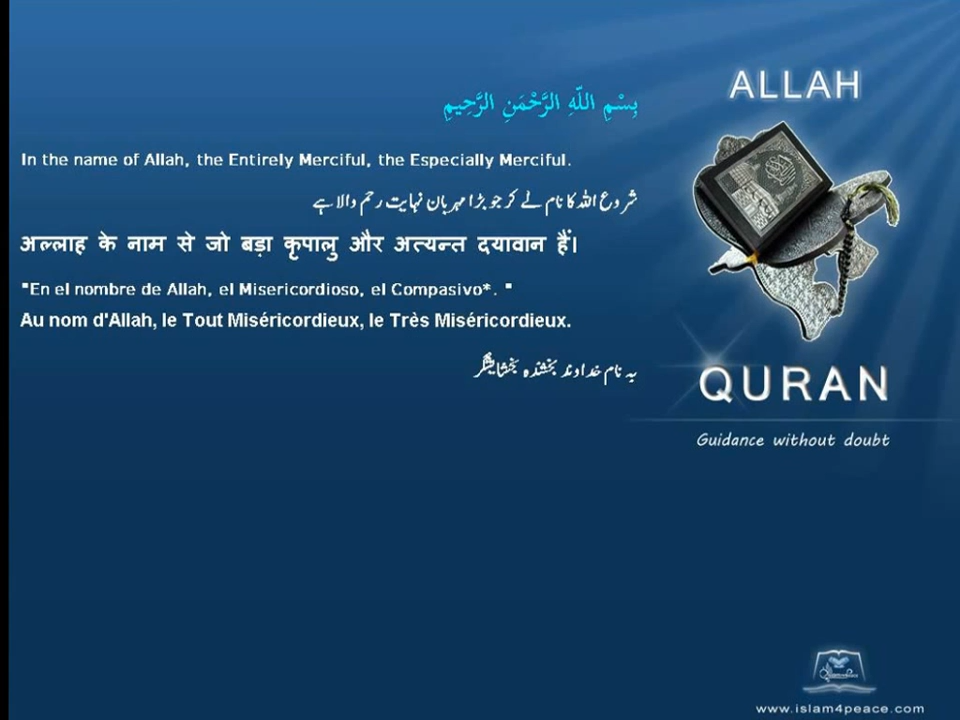 بِسْمِ اللّهِ الرَّحْمَنِ الرَّحِيمِ
In the name of Allah, the Entirely Merciful, the Especially Merciful.
شروع الله کا نام لے کر جو بڑا مہربان نہایت رحم والا ہے
अल्लाह के नाम से जो बड़ा कृपालु और अत्यन्त दयावान हैं।
"En el nombre de Allah, el Misericordioso, el Compasivo*. "
Au nom d'Allah, le Tout Miséricordieux, le Très Miséricordieux.
به نام خداوند بخشنده بخشایشگر
ALLAH
QURAN
Guidance without doubt
www.islam4peace.com